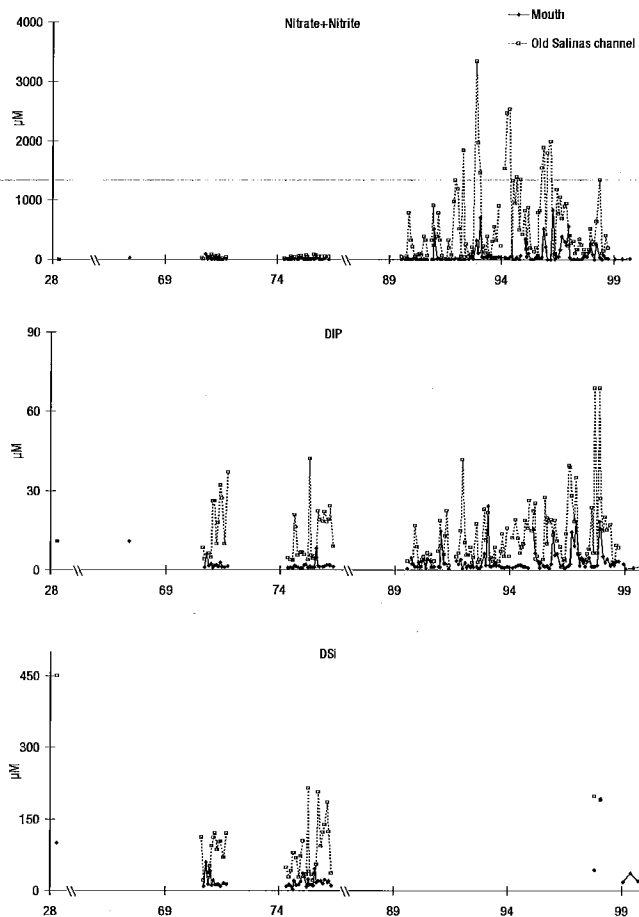 Nitrate+Nitrite
Mouth
Old Salinas channel
4000
3000
2000
1000
0
µM
28 69 74 89 94 99
DIP
90
60
30
0
µM
28 69 74 89 94 99
DSi
450
300
150
0
µM
28 69 74 89 94 99